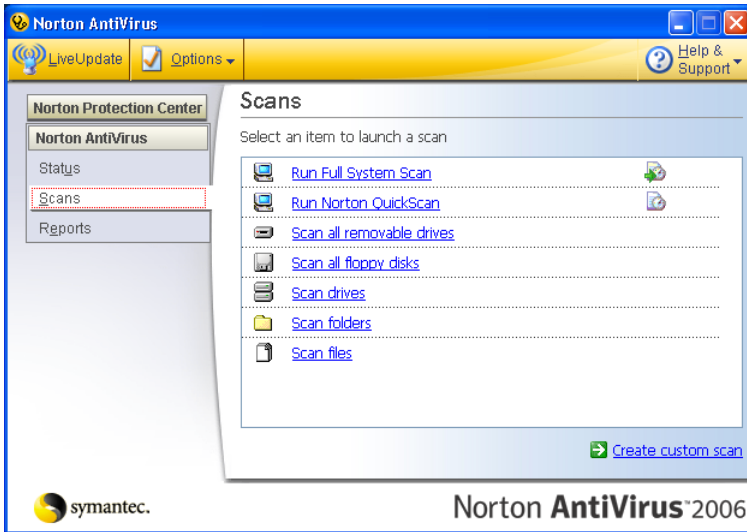 Norton AntiVirus
LiveUpdate
Options
Help &
Support
Norton Protection Center
Norton AntiVirus
Status
Scans
Reports
Scans
Select an item to launch a scan
Run Full System Scan
Run Norton QuickScan
Scan all removable drives
Scan all floppy disks
Scan drives
Scan folders
Scan files
Create custom scan
symantec.
Norton AntiVirus™2006